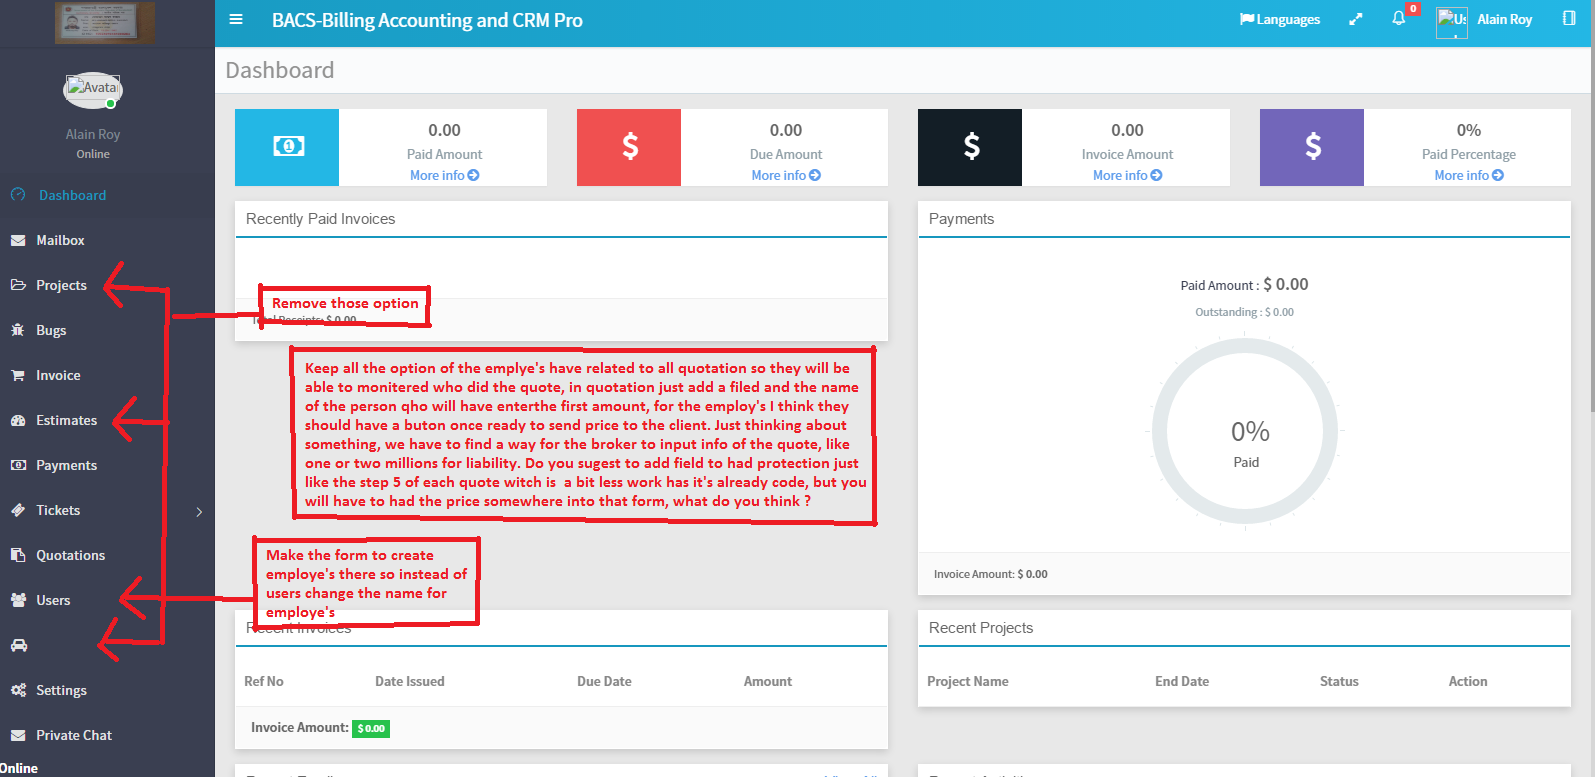 BACS-Billing Accounting and CRM Pro
Languages
0
Us
Alain Roy
Avata
Alain Roy
Online
Dashboard
Mailbox
Projects
Bugs
Invoice
Estimates
Payments
Tickets
Quotations
Users
Settings
Private Chat
Online
Dashboard
0.00
Paid Amount
More info
0.00
Due Amount
More info
0.00
Invoice Amount
More info
0%
Paid Percentage
More info
Recently Paid Invoices
Remove those option
Total Receipts: $ 0.00
Keep all the option of the emplye's have related to all quotation so they will be
able to monitered who did the quote, in quotation just add a filed and the name
of the person qho will have enterthe first amount, for the employ's I think they
should have a buton once ready to send price to the client. Just thinking about
something, we have to find a way for the broker to input info of the quote, like
one or two millions for liability. Do you sugest to add field to had protection just
like the step 5 of each quote witch is a bit less work has it's already code, but you
will have to had the price somewhere into that form, what do you think ?
Make the form to create
employe's there so instead of
users change the name for
employe's
Payments
Paid Amount : $ 0.00
Outstanding : $ 0.00
0%
Paid
Invoice Amount: $ 0.00
Recent Invoices
Ref No Date Issued Due Date Amount
Invoice Amount: $ 0.00
Recent Projects
Project Name End Date Status Action